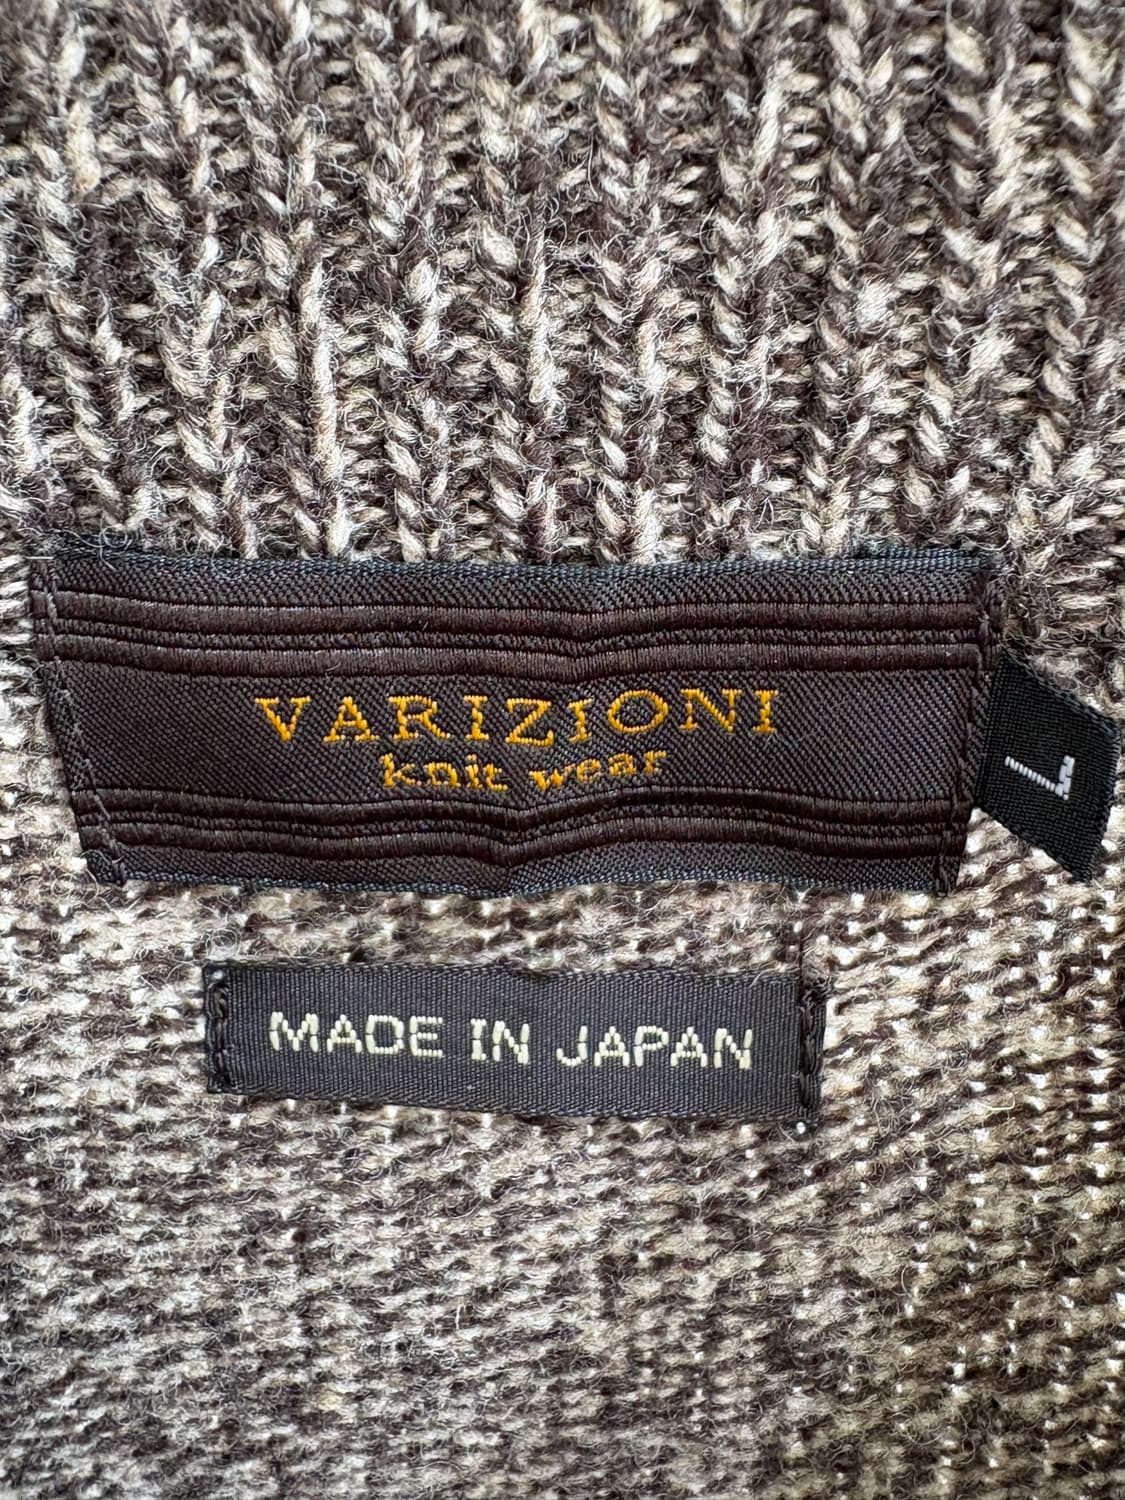 VARIZIONI
knit wear
L
MADE IN JAPAN